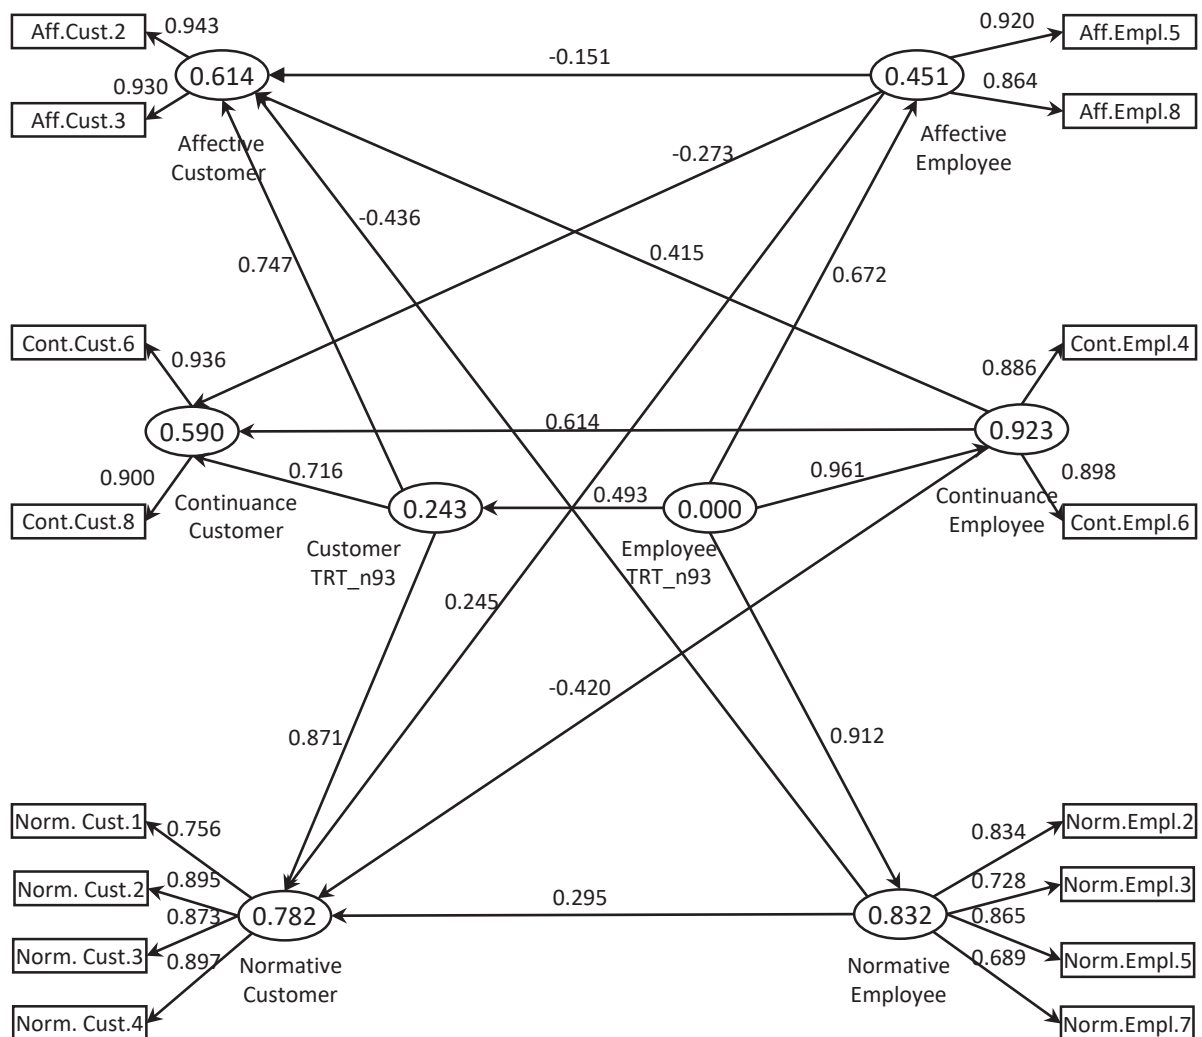 Aff.Cust.2
0.943
0.920
Aff.Empl.5
-0.151
0.614
0.451
0.930
0.864
Aff.Cust.3
Aff.Empl.8
Affective
Customer
Affective
Employee
-0.273
-0.436
0.415
0.747
0.672
Cont.Cust.6
0.936
0.886
Cont.Empl.4
0.590
0.614
0.923
0.900
0.716
0.961
0.898
Cont.Cust.8
Continuance
Customer
0.243
0.493
0.000
Continuance
Employee
Cont.Empl.6
Customer
TRT_n93
Employee
TRT_n93
0.245
-0.420
0.871
0.912
Norm. Cust.1
0.756
0.834
Norm.Empl.2
Norm. Cust.2
0.895
0.728
Norm.Empl.3
0.873
0.782
0.295
0.832
0.865
Norm. Cust.3
0.897
0.689
Norm.Empl.5
Normative
Customer
Normative
Employee
Norm. Cust.4
Norm.Empl.7